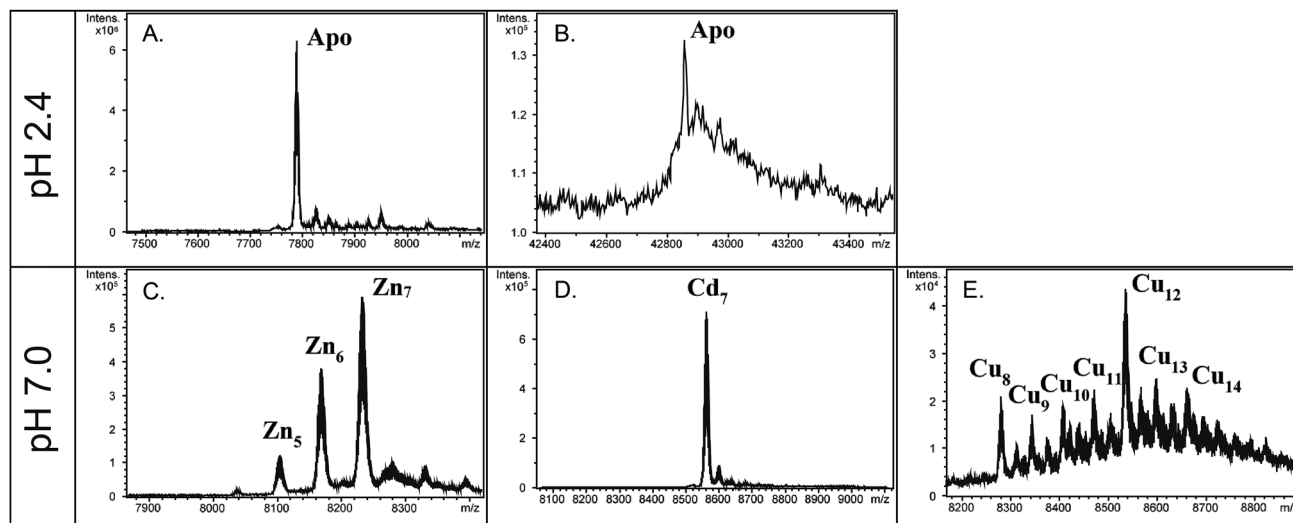 pH 2.4
Intens.
x10⁶
A.
Apo
6
4
2
0
7500 7600 7700 7800 7900 8000 m/z
Intens.
x10⁵
B.
Apo
1.3
1.2
1.1
1.0
42400 42600 42800 43000 43200 43400 m/z
pH 7.0
Intens.
x10⁵
C.
Zn₇
Zn₆
Zn₅
6
5
4
3
2
1
0
7900 8000 8100 8200 8300 m/z
Intens.
x10⁵
D.
Cd₇
8
6
4
2
0
8100 8200 8300 8400 8500 8600 8700 8800 8900 9000 m/z
Intens.
x10⁴
E.
Cu₁₂
Cu₈
Cu₉
Cu₁₀
Cu₁₁
Cu₁₃
Cu₁₄
4
3
2
1
0
8200 8300 8400 8500 8600 8700 8800 m/z